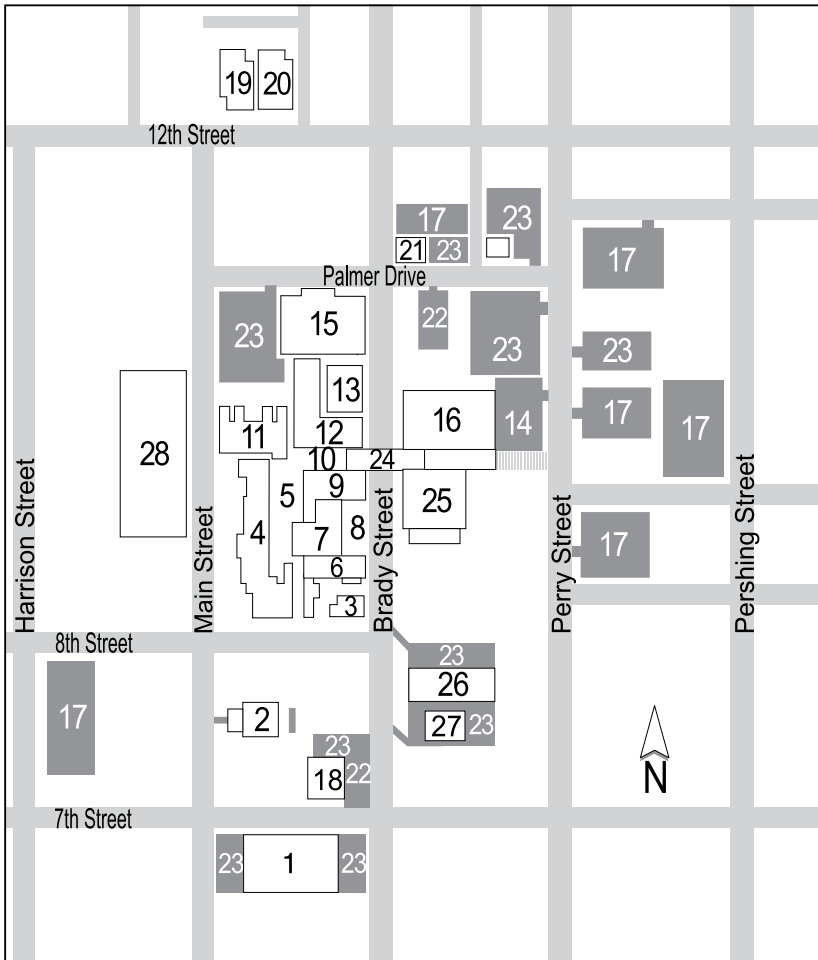 19 20
12th Street
17 23
21 23
17
Palmer Drive
23 15 22 23 23
13
17
11 12 16 14 17
28 10 24
5 9 25
4 7 8 17
6
3
Harrison Street
Main Street
Brady Street
Perry Street
Pershing Street
8th Street
23
26
17 2 27 23
23
18 22
N
7th Street
23 1 23